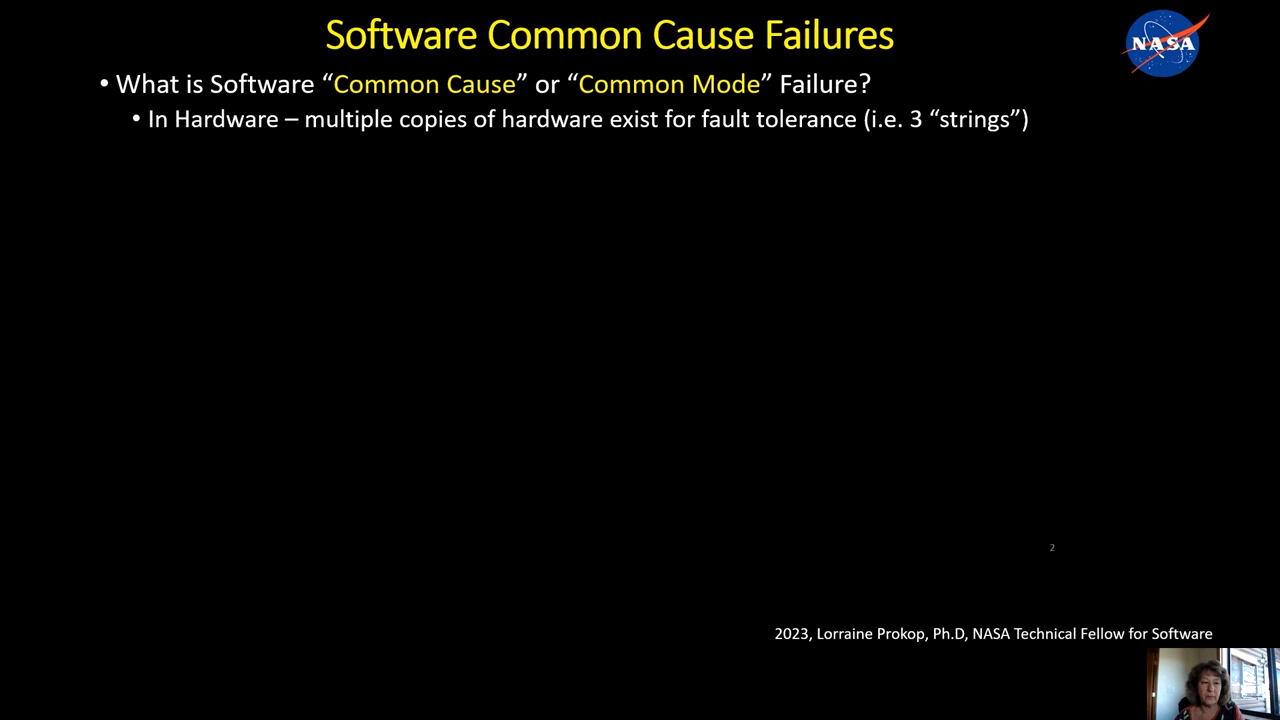 Software Common Cause Failures
NASA
• What is Software “Common Cause” or “Common Mode” Failure?
• In Hardware – multiple copies of hardware exist for fault tolerance (i.e. 3 “strings”)
2
2023, Lorraine Prokop, Ph.D, NASA Technical Fellow for Software